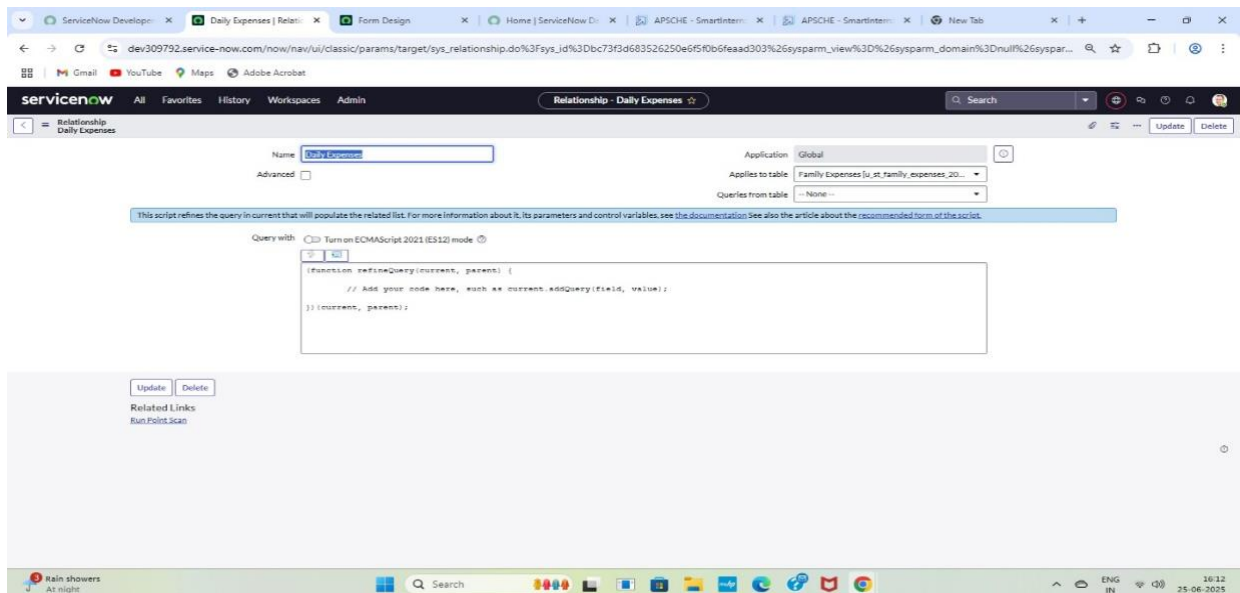 ServiceNow Develope
Daily Expenses | Relatio
Form Design
Home | ServiceNow De
APSCHE - SmartIntern
APSCHE - SmartIntern
New Tab
dev309792.service-now.com/now/nav/ui/classic/params/target/sys_relationship.do%3Fsys_id%3Dbc73f3d683526250e6f5f0b6feaad303%26sysparm_view%3D%26sysparm_domain%3Dnull%26syspar...
Gmail YouTube Maps Adobe Acrobat
servicenow All Favorites History Workspaces Admin Relationship - Daily Expenses Search
Relationship
Daily Expenses
Update Delete
Name Daily Expenses
Application Global
Advanced
Applies to table Family Expenses [u_st_family_expenses_20...
Queries from table -- None --
This script refines the query in current that will populate the related list. For more information about it, its parameters and control variables, see the documentation See also the article about the recommended form of the script.
Query with Turn on ECMAScript 2021 (ES12) mode
(function refineQuery(current, parent) {
// Add your code here, such as current.addQuery(field, value);
})(current, parent);
Update Delete
Related Links
Run Point Scan
3
Rain showers
At night
Search
ENG
IN
16:12
25-06-2025